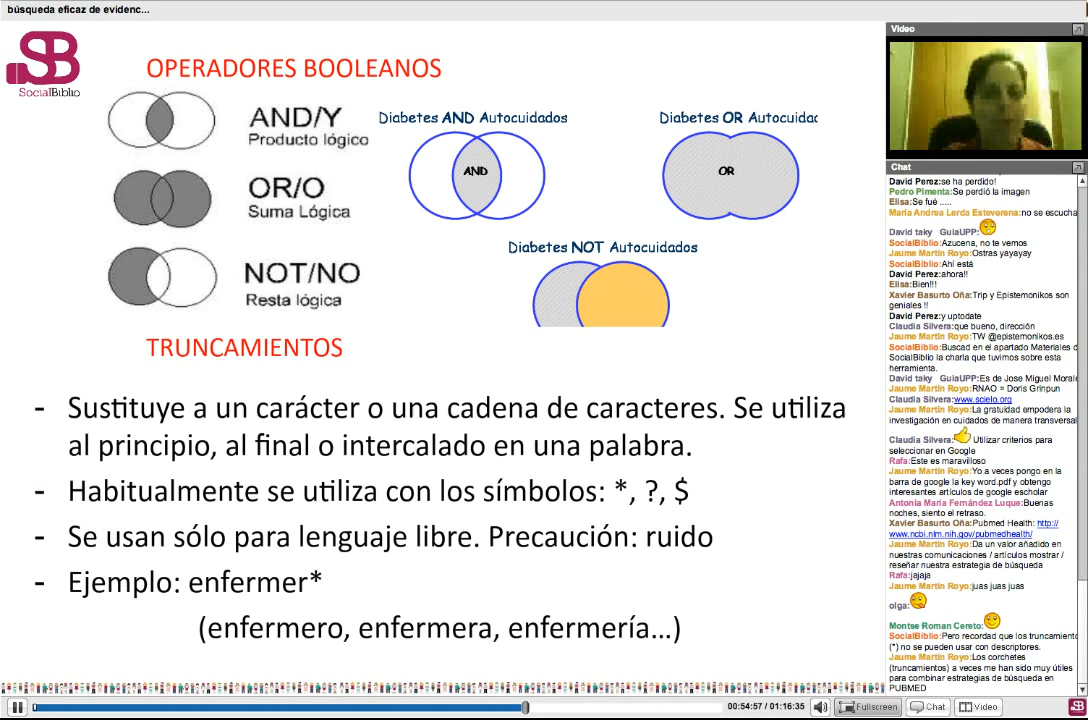 búsqueda eficaz de evidenc...
SB
SocialBiblio
OPERADORES BOOLEANOS
AND/Y
Producto lógico
OR/O
Suma Lógica
NOT/NO
Resta lógica
Diabetes AND Autocuidados
AND
Diabetes OR Autocuidac
OR
Diabetes NOT Autocuidados
TRUNCAMIENTOS
- Sustituye a un carácter o una cadena de caracteres. Se utiliza
al principio, al final o intercalado en una palabra.
- Habitualmente se utiliza con los símbolos: *, ?, $
- Se usan sólo para lenguaje libre. Precaución: ruido
- Ejemplo: enfermer*
(enfermero, enfermera, enfermería...)
Video
Chat
David Perez:se ha perdido!
Pedro Pimenta:Se perdió la imagen
Elisa:Se fué .....
María Andrea Lerda Esteverena:no se escucha
David taky GuiaUPP:
SocialBiblio:Azucena, no te vemos
Jaume Martin Royo:Ostras yayayay
SocialBiblio:Ahí está
David Perez:ahora!!
Elisa:Bien!!!
Xavier Basurto Oña:Trip y Epistemonikos son
geniales !!
David Perez:y uptodate
Claudia Silvera:que bueno, dirección
Jaume Martin Royo:TW @epistemonikos.es
SocialBiblio:Buscad en el apartado Materiales d
SocialBiblio la charla que tuvimos sobre esta
herramienta.
David taky GuiaUPP:Es de Jose Miguel Morale
Jaume Martin Royo:RNAO = Doris Grinpun
Claudia Silvera:www.scielo.org
Jaume Martin Royo:La gratuidad empodera la
investigación en cuidados de manera transversal
Claudia Silvera: Utilizar criterios para
seleccionar en Google
Rafa:Este es maravilloso
Jaume Martin Royo:Yo a veces pongo en la
barra de google la key word.pdf y obtengo
interesantes artículos de google escholar
Antonia María Fernández Luque:Buenas
noches, siento el retraso.
Xavier Basurto Oña:Pubmed Health: http://
www.ncbi.nlm.nih.gov/pubmedhealth/
Jaume Martin Royo:Da un valor añadido en
nuestras comunicaciones / artículos mostrar /
reseñar nuestra estrategia de búsqueda
Rafa:jajaja
Jaume Martin Royo:juas juas juas
olga:
Montse Roman Cereto:
SocialBiblio:Pero recordad que los truncamiento
(*) no se pueden usar con descriptores.
Jaume Martin Royo:Los corchetes
(truncamientos) a veces me han sido muy útiles
para combinar estrategias de búsqueda en
PUBMED
00:54:57 / 01:16:35
Fullscreen
Chat
Video
SB